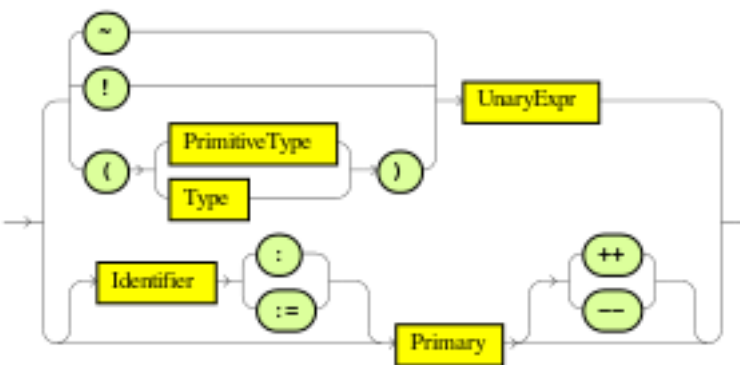 ~
!
UnaryExpr
( PrimitiveType )
Type
: ++
Identifier
:= --
Primary